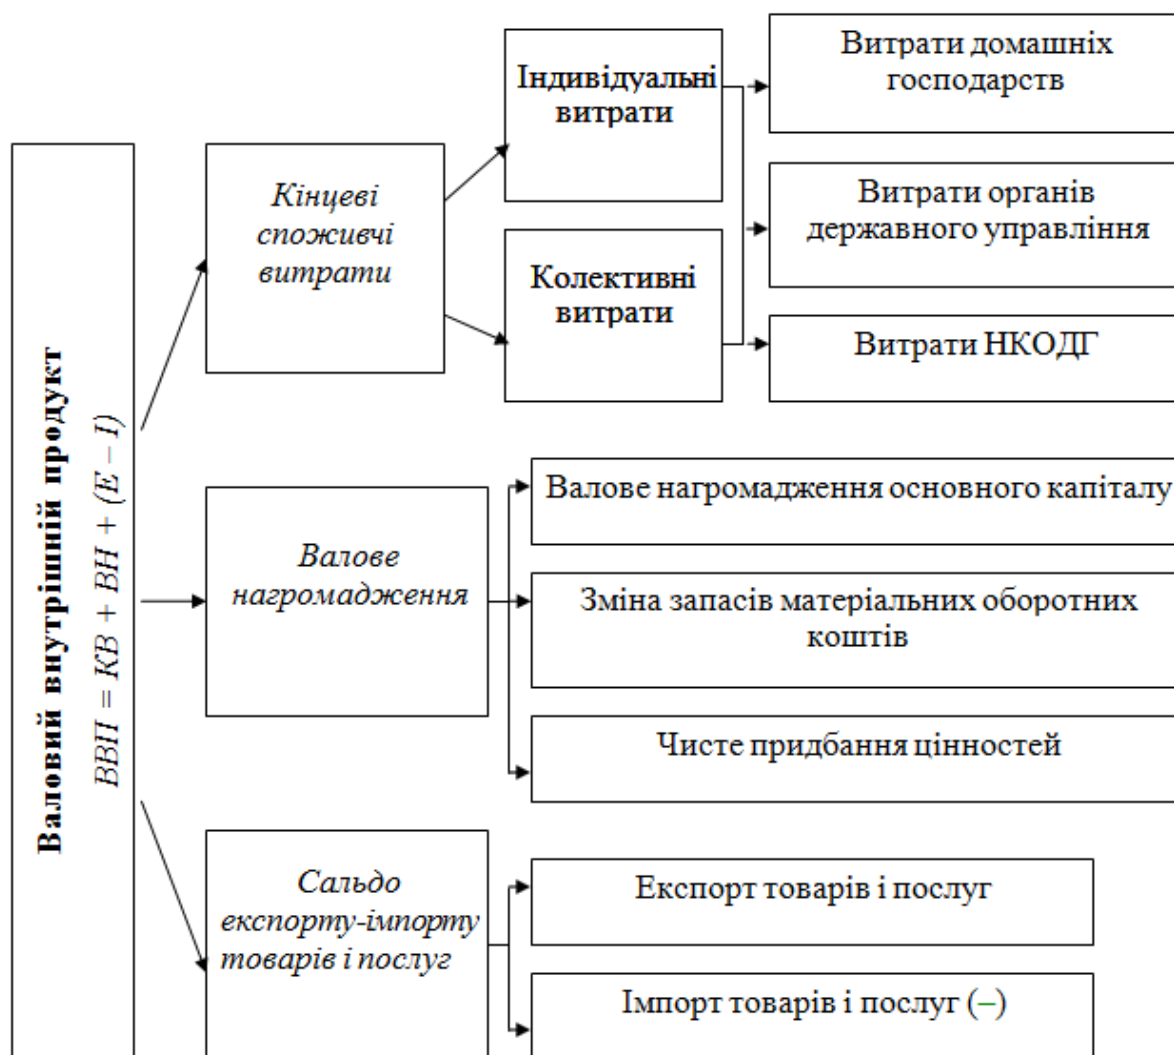 Валовий внутрішній продукт
ВВП = КВ + ВН + (Е – І)
Кінцеві
споживчі
витрати
Індивідуальні
витрати
Колективні
витрати
Витрати домашніх
господарств
Витрати органів
державного управління
Витрати НКОДГ
Валове
нагромадження
Валове нагромадження основного капіталу
Зміна запасів матеріальних оборотних
коштів
Чисте придбання цінностей
Сальдо
експорту-імпорту
товарів і послуг
Експорт товарів і послуг
Імпорт товарів і послуг (–)